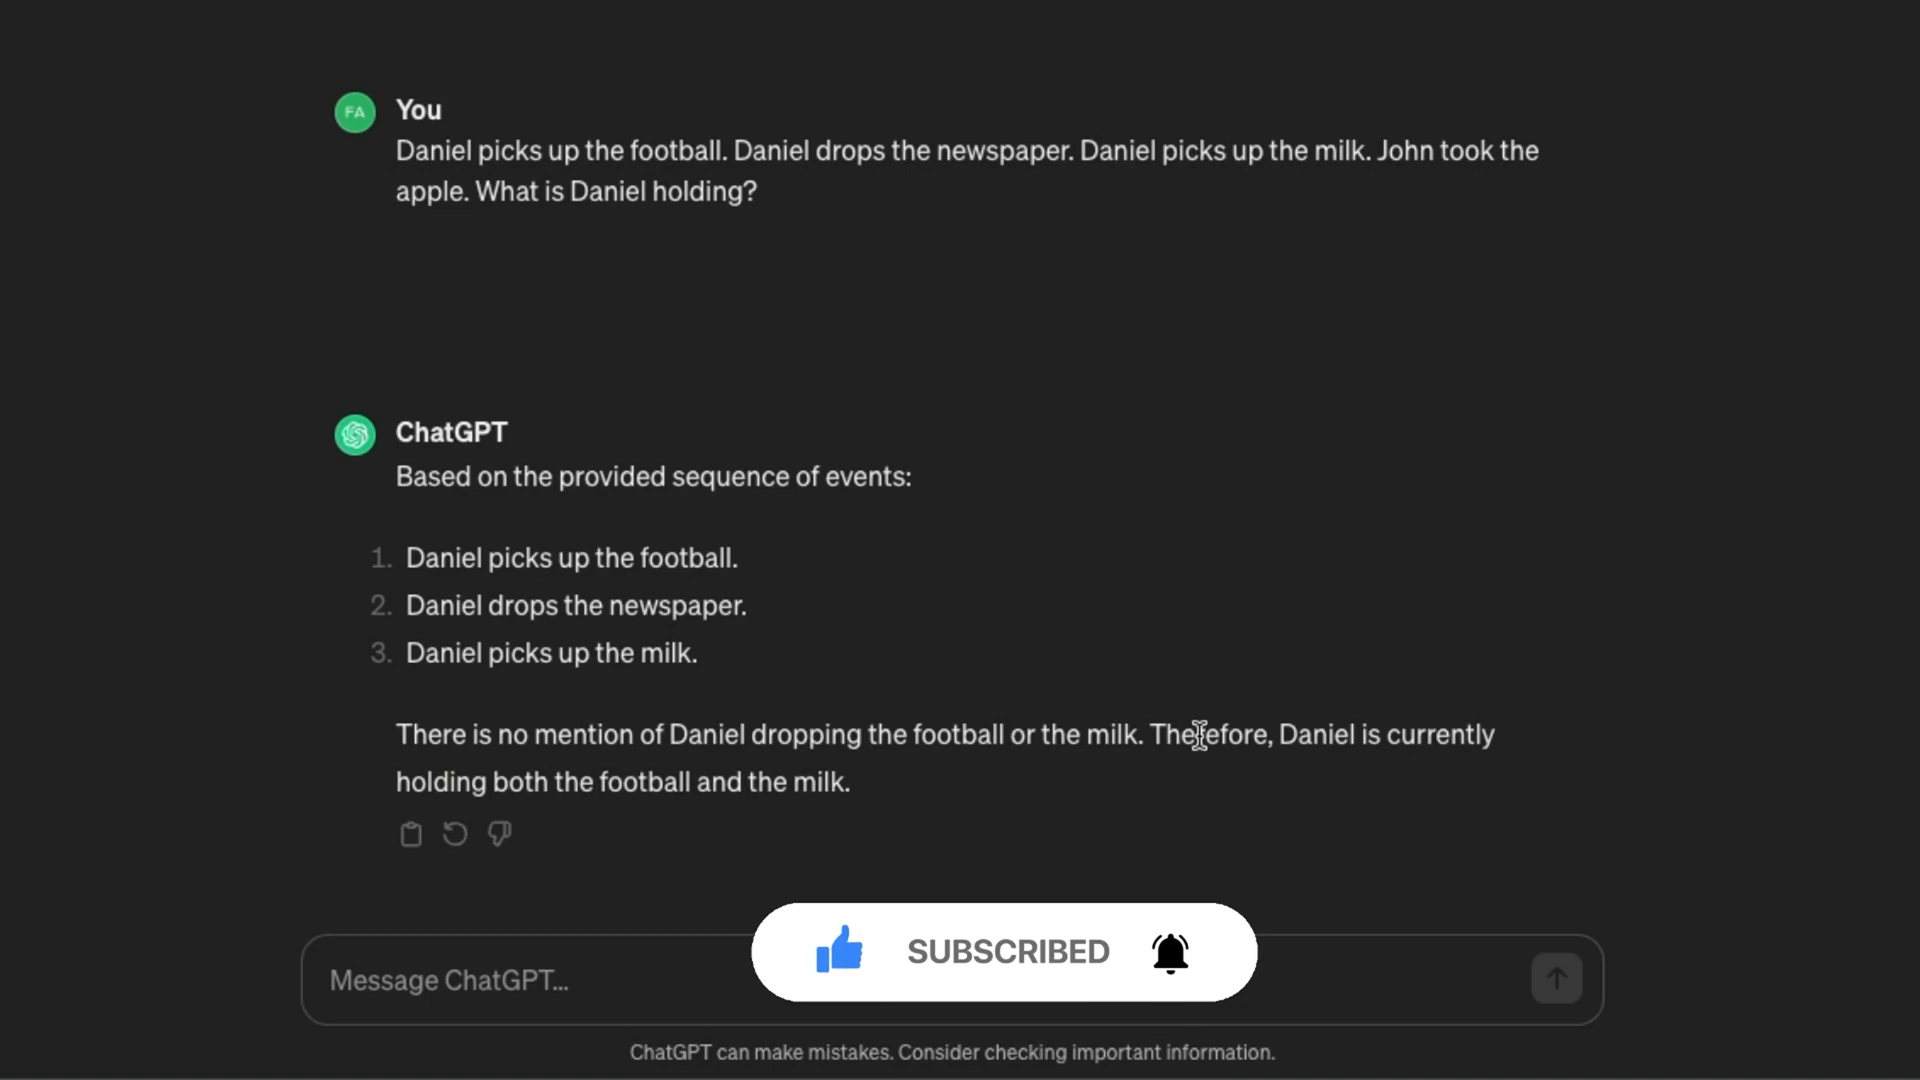 FA
You
Daniel picks up the football. Daniel drops the newspaper. Daniel picks up the milk. John took the
apple. What is Daniel holding?
ChatGPT
Based on the provided sequence of events:
1. Daniel picks up the football.
2. Daniel drops the newspaper.
3. Daniel picks up the milk.
There is no mention of Daniel dropping the football or the milk. Therefore, Daniel is currently
holding both the football and the milk.
SUBSCRIBED
Message ChatGPT...
ChatGPT can make mistakes. Consider checking important information.